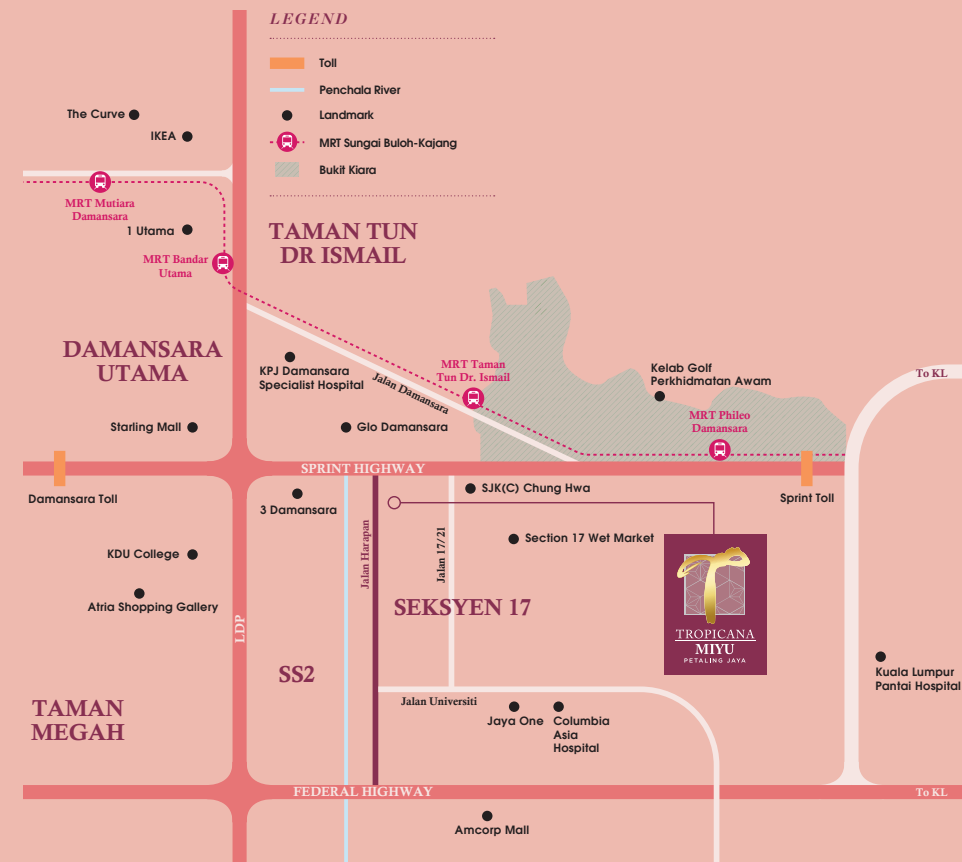 LEGEND
Toll
Penchala River
Landmark
MRT Sungai Buloh-Kajang
Bukit Kiara
The Curve
IKEA
MRT Mutiara
Damansara
1 Utama
MRT Bandar
Utama
TAMAN TUN
DR ISMAIL
DAMANSARA
UTAMA
KPJ Damansara
Specialist Hospital
Jalan Damansara
MRT Taman
Tun Dr. Ismail
Kelab Golf
Perkhidmatan Awam
To KL
MRT Phileo
Damansara
Starling Mall
Glo Damansara
SPRINT HIGHWAY
Damansara Toll
3 Damansara
SJK(C) Chung Hwa
Sprint Toll
Jalan Harapan
Jalan 17/21
Section 17 Wet Market
KDU College
Atria Shopping Gallery
LDP
SEKSYEN 17
TROPICANA
MIYU
PETALING JAYA
SS2
Kuala Lumpur
Pantai Hospital
TAMAN
MEGAH
Jalan Universiti
Jaya One
Columbia
Asia
Hospital
FEDERAL HIGHWAY
To KL
Amcorp Mall